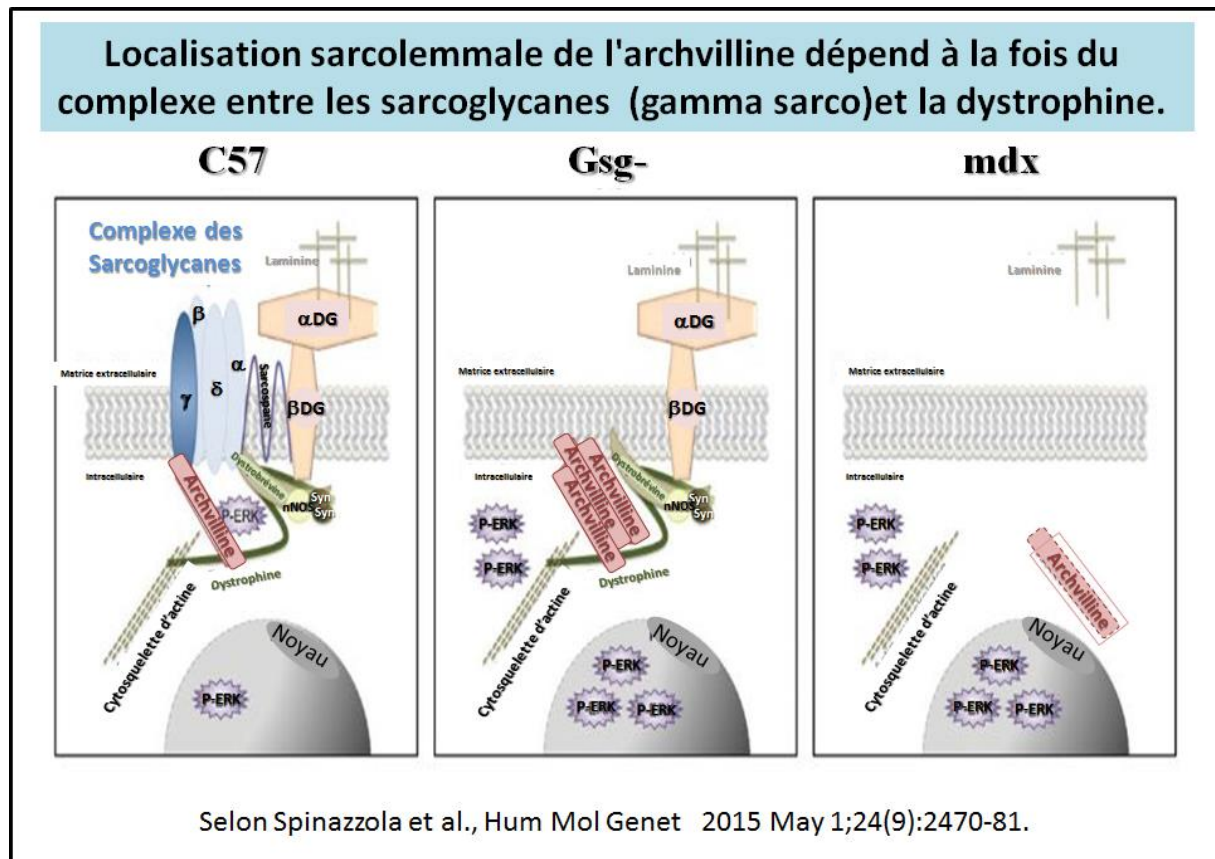 Localisation sarcolemmale de l'archvilline dépend à la fois du
complexe entre les sarcoglycanes (gamma sarco)et la dystrophine.
C57
Complexe des
Sarcoglycanes
Laminine
αDG
β
α
δ
γ
Sarcospane
βDG
Matrice extracellulaire
Intracellulaire
Archvilline
P-ERK
Dystrobrévine
nNOS
Syn
Syn
Dystrophine
Cytosquelette d'actine
Noyau
P-ERK
Gsg-
Laminine
αDG
βDG
Matrice extracellulaire
Intracellulaire
Archvilline
Archvilline
Archvilline
Dystrobrévine
nNOS
Syn
Syn
P-ERK
P-ERK
Dystrophine
Cytosquelette d'actine
Noyau
P-ERK
P-ERK
P-ERK
mdx
Laminine
Matrice extracellulaire
Intracellulaire
P-ERK
P-ERK
Archvilline
Cytosquelette d'actine
Noyau
P-ERK
P-ERK
P-ERK
Selon Spinazzola et al., Hum Mol Genet 2015 May 1;24(9):2470-81.